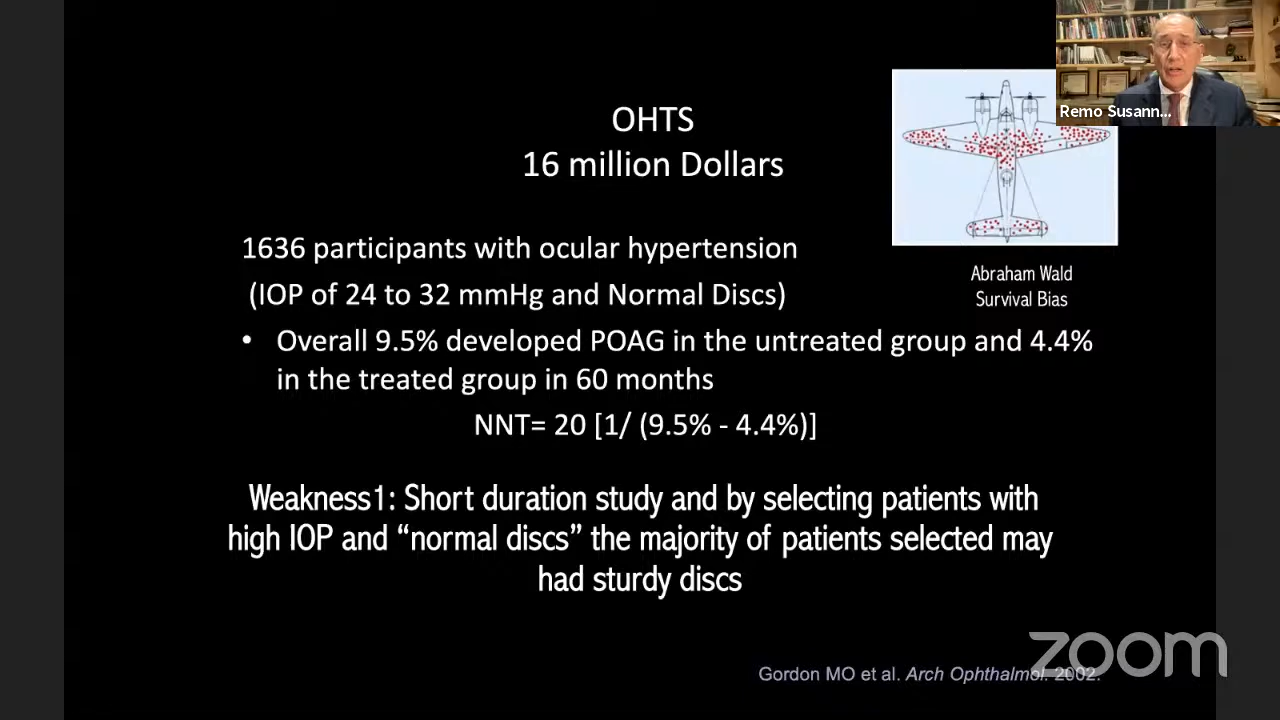 OHTS
16 million Dollars
Remo Susann...
1636 participants with ocular hypertension
(IOP of 24 to 32 mmHg and Normal Discs)
Abraham Wald
Survival Bias
• Overall 9.5% developed POAG in the untreated group and 4.4%
in the treated group in 60 months
NNT= 20 [1/ (9.5% - 4.4%)]
Weakness1: Short duration study and by selecting patients with
high IOP and “normal discs” the majority of patients selected may
had sturdy discs
Gordon MO et al. Arch Ophthalmol. 2002.
zoom